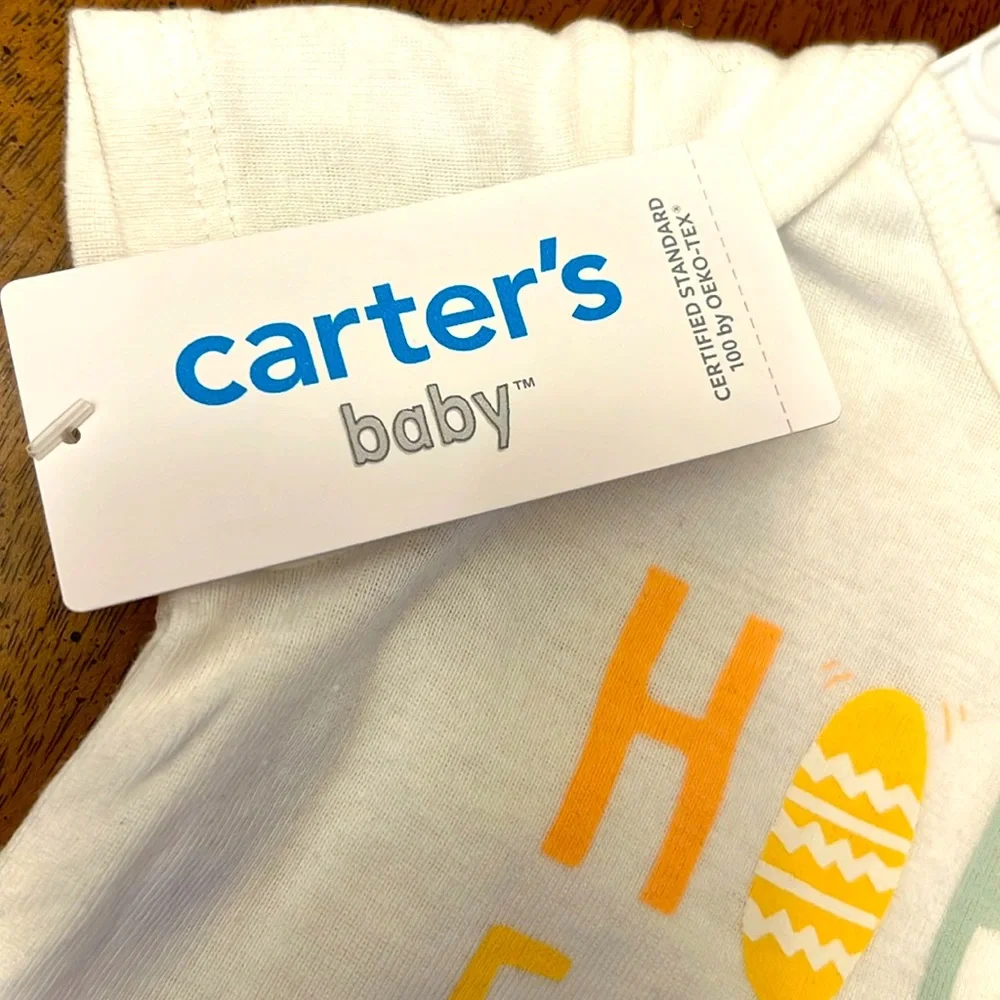 carter's
baby™
CERTIFIED STANDARD
100 by OEKO-TEX®
H